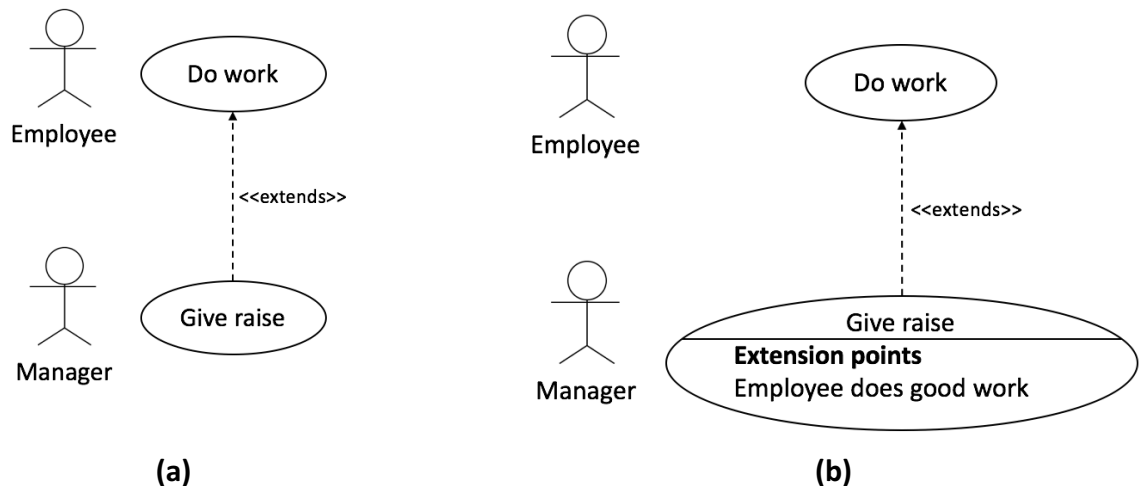 Do work
Employee
<<extends>>
Give raise
Manager
(a)
Do work
Employee
<<extends>>
Give raise
Extension points
Employee does good work
Manager
(b)